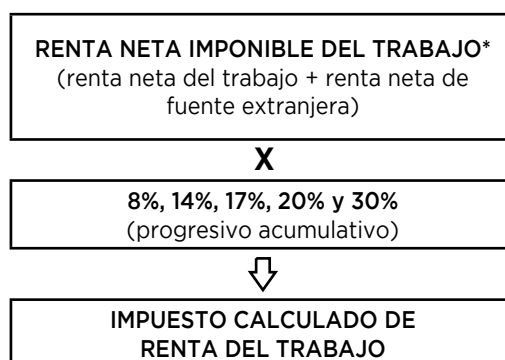 RENTA NETA IMPONIBLE DEL TRABAJO*
(renta neta del trabajo + renta neta de
fuente extranjera)
X
8%, 14%, 17%, 20% y 30%
(progresivo acumulativo)
IMPUESTO CALCULADO DE
RENTA DEL TRABAJO